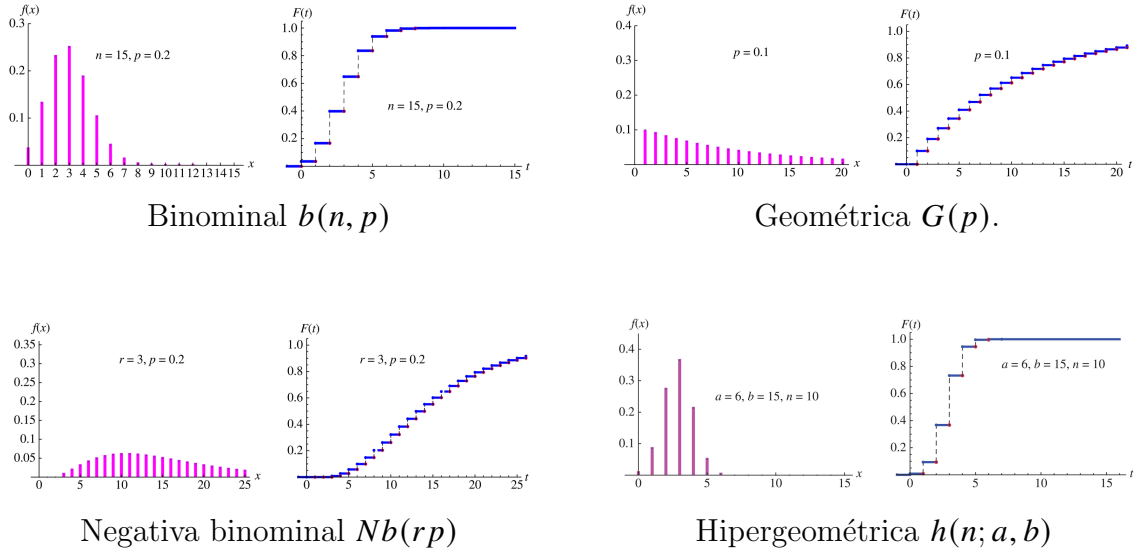 f(x)
0.3
0.2
0.1
n = 15, p = 0.2
0 1 2 3 4 5 6 7 8 9 10 11 12 13 14 15 x
F(t)
1.0
0.8
0.6
0.4
0.2
n = 15, p = 0.2
0 5 10 15 t
Binominal b(n, p)
f(x)
0.4
0.3
0.2
0.1
p = 0.1
0 5 10 15 20 x
F(t)
1.0
0.8
0.6
0.4
0.2
p = 0.1
0 5 10 15 20 t
Geométrica G(p).
f(x)
0.35
0.30
0.25
0.20
0.15
0.10
0.05
r = 3, p = 0.2
0 5 10 15 20 25 x
F(t)
1.0
0.8
0.6
0.4
0.2
r = 3, p = 0.2
0 5 10 15 20 25 t
Negativa binominal Nb(rp)
f(x)
0.4
0.3
0.2
0.1
a = 6, b = 15, n = 10
0 5 10 15 x
F(t)
1.0
0.8
0.6
0.4
0.2
a = 6, b = 15, n = 10
0 5 10 15 t
Hipergeométrica h(n; a, b)